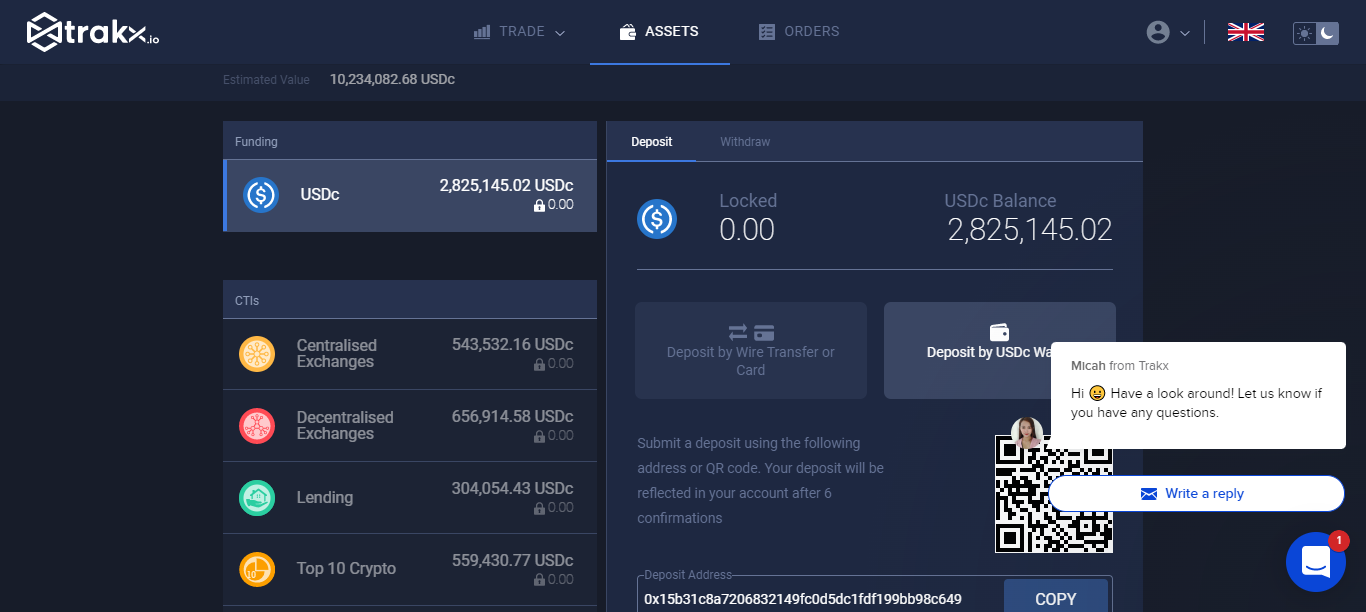 trakx.io
TRADE
ASSETS
ORDERS
Estimated Value 10,234,082.68 USDc
Funding
USDc
2,825,145.02 USDc
0.00
CTIs
Centralised
Exchanges
543,532.16 USDc
0.00
Decentralised
Exchanges
656,914.58 USDc
0.00
Lending
304,054.43 USDc
0.00
10
Top 10 Crypto
559,430.77 USDc
0.00
Deposit
Withdraw
Locked
0.00
USDc Balance
2,825,145.02
Deposit by Wire Transfer or
Card
Deposit by USDc
Submit a deposit using the following
address or QR code. Your deposit will be
reflected in your account after 6
confirmations
Deposit Address
0x15b31c8a7206832149fc0d5dc1fdf199bb98c649
COPY
Micah from Trakx
Hi 😀 Have a look around! Let us know if
you have any questions.
Write a reply
1